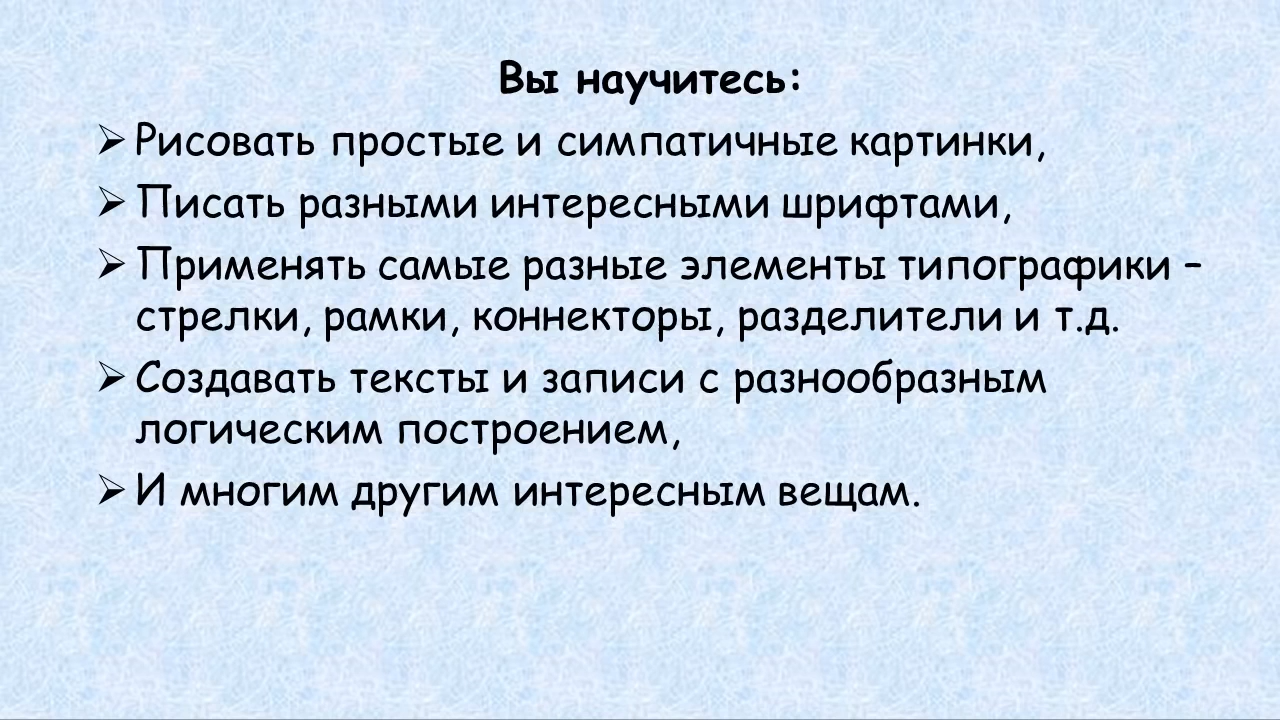 Вы научитесь:
➢ Рисовать простые и симпатичные картинки,
➢ Писать разными интересными шрифтами,
➢ Применять самые разные элементы типографики –
стрелки, рамки, коннекторы, разделители и т.д.
➢ Создавать тексты и записи с разнообразным
логическим построением,
➢ И многим другим интересным вещам.